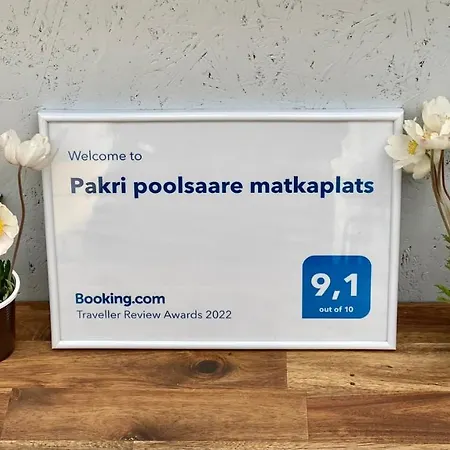 Welcome to
Pakri poolsaare matkaplats
9,1
out of 10
Booking.com
Traveller Review Awards 2022